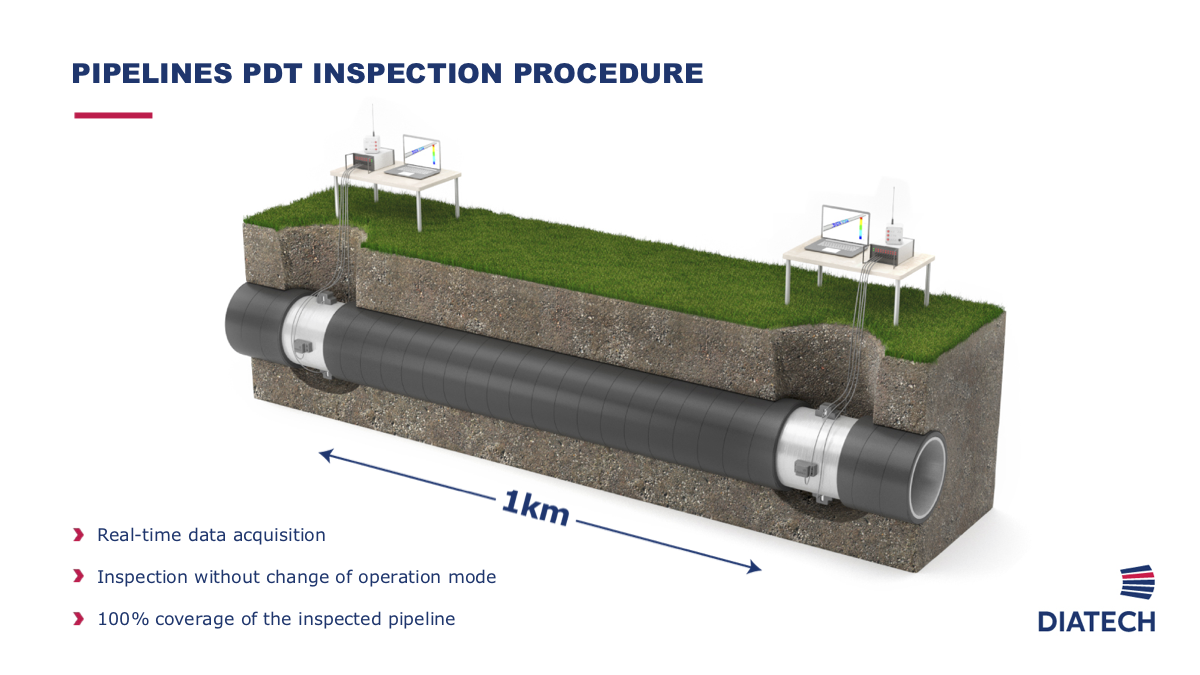 PIPELINES PDT INSPECTION PROCEDURE
1km
Real-time data acquisition
Inspection without change of operation mode
100% coverage of the inspected pipeline
DIATECH